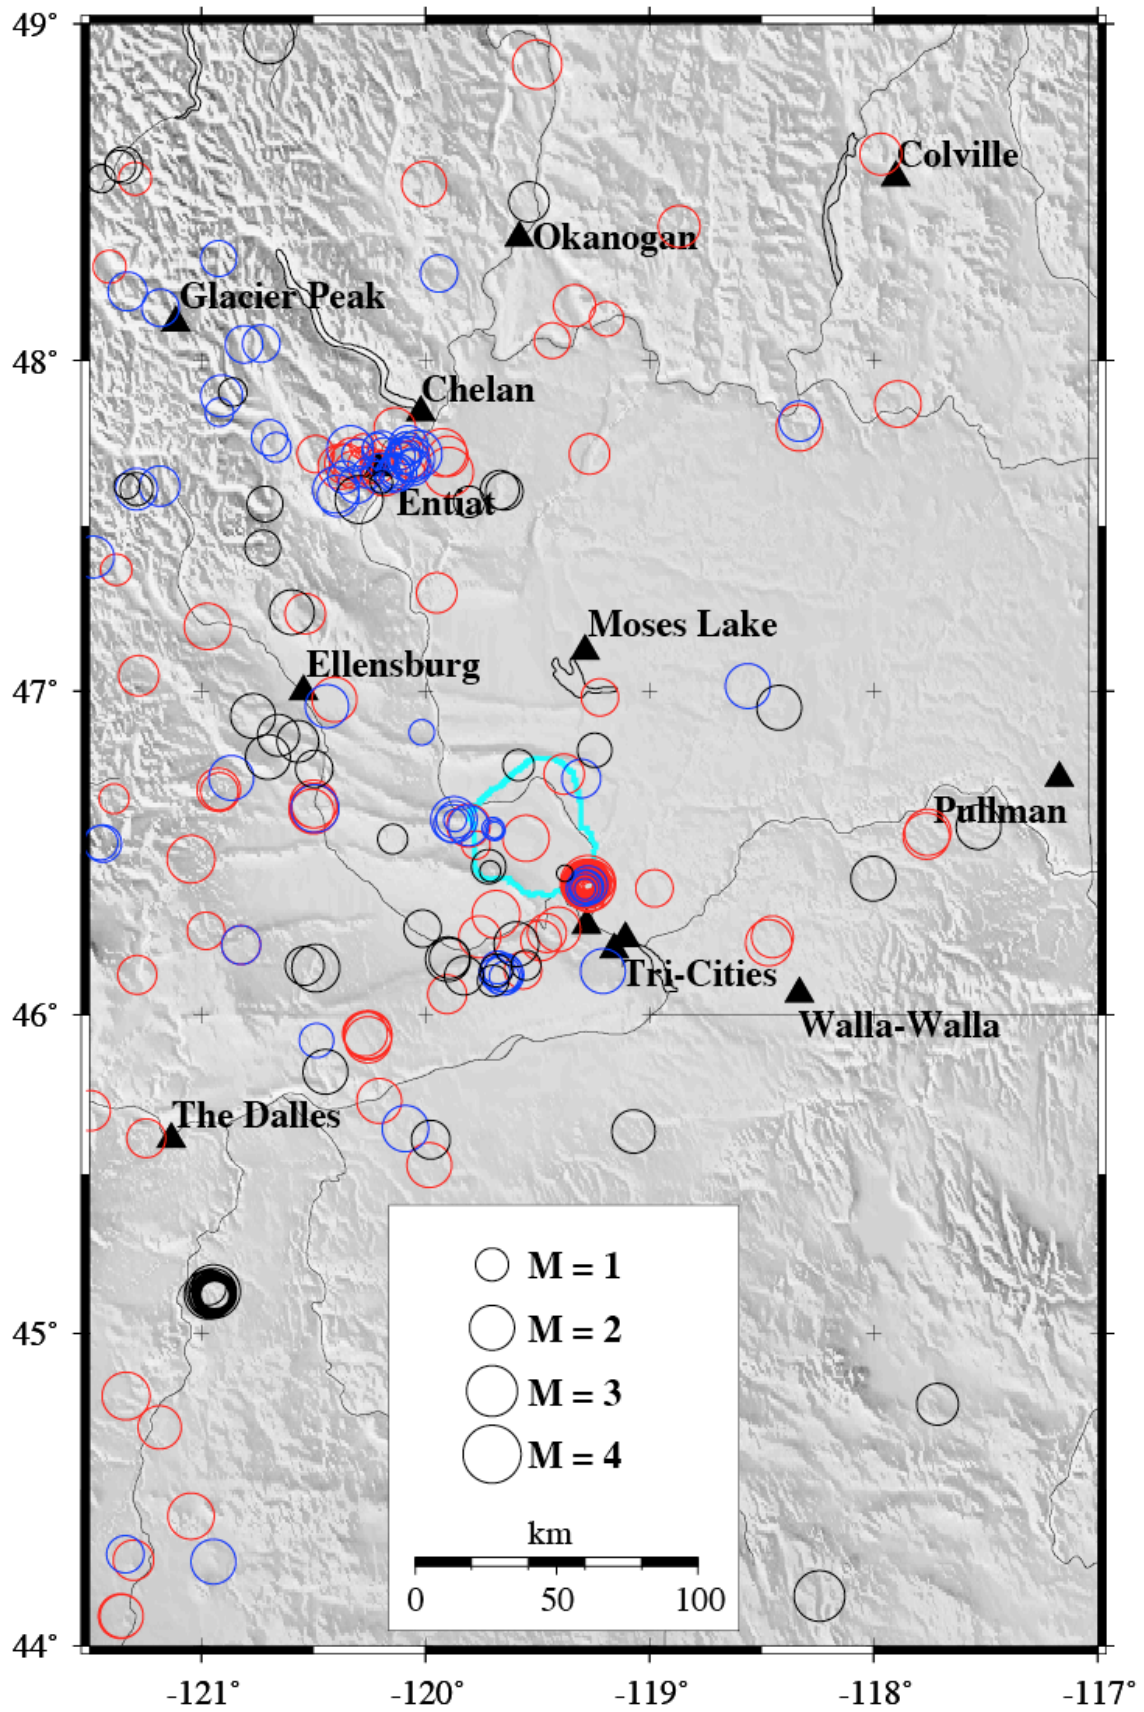 49°
Colville
Okanogan
Glacier Peak
48°
Chelan
Entiat
Moses Lake
Ellensburg
47°
Pullman
Tri-Cities
46°
Walla-Walla
The Dalles
M = 1
45°
M = 2
M = 3
M = 4
km
0 50 100
44°
-121° -120° -119° -118° -117°